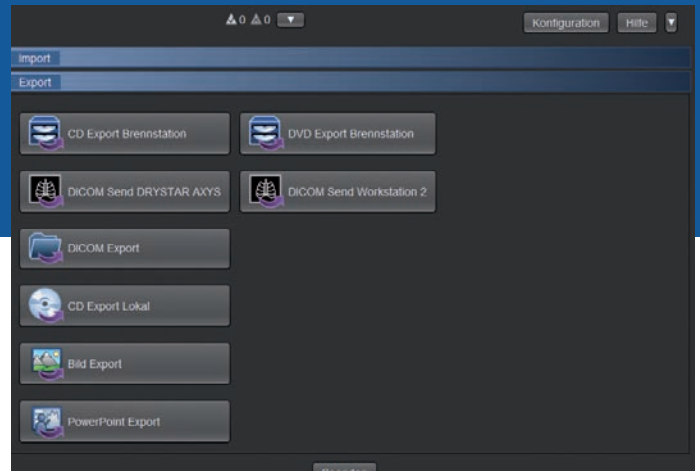 0 0
Konfiguration Hilfe
Import
Export
CD Export Brennstation DVD Export Brennstation
DICOM Send DRYSTAR AXYS DICOM Send Workstation 2
DICOM Export
CD Export Lokal
Bild Export
PowerPoint Export